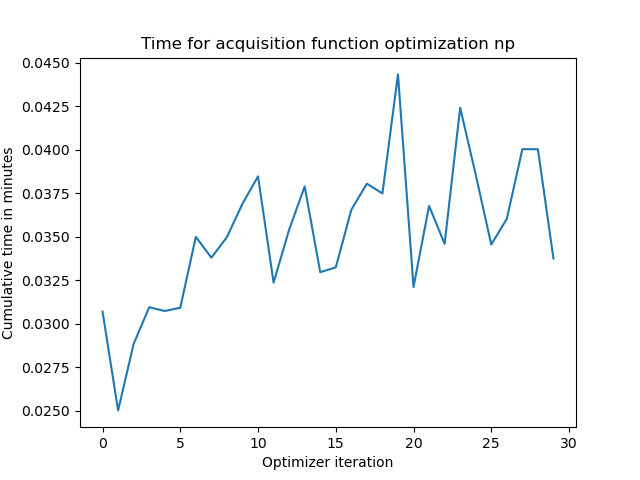 Time for acquisition function optimization np
Cumulative time in minutes
0.0450
0.0425
0.0400
0.0375
0.0350
0.0325
0.0300
0.0275
0.0250
0 5 10 15 20 25 30
Optimizer iteration